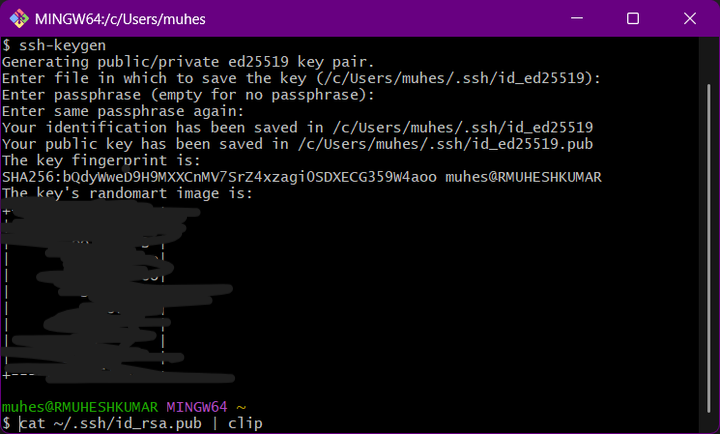 MINGW64:/c/Users/muhes
$ ssh-keygen
Generating public/private ed25519 key pair.
Enter file in which to save the key (/c/Users/muhes/.ssh/id_ed25519):
Enter passphrase (empty for no passphrase):
Enter same passphrase again:
Your identification has been saved in /c/Users/muhes/.ssh/id_ed25519
Your public key has been saved in /c/Users/muhes/.ssh/id_ed25519.pub
The key fingerprint is:
SHA256:bQdyWweD9H9MXXCnMV7SrZ4xzagi0SDXECG359W4aoo muhes@RMUHESHKUMAR
The key's randomart image is:
muhes@RMUHESHKUMAR MINGW64 ~
$ cat ~/.ssh/id_rsa.pub | clip